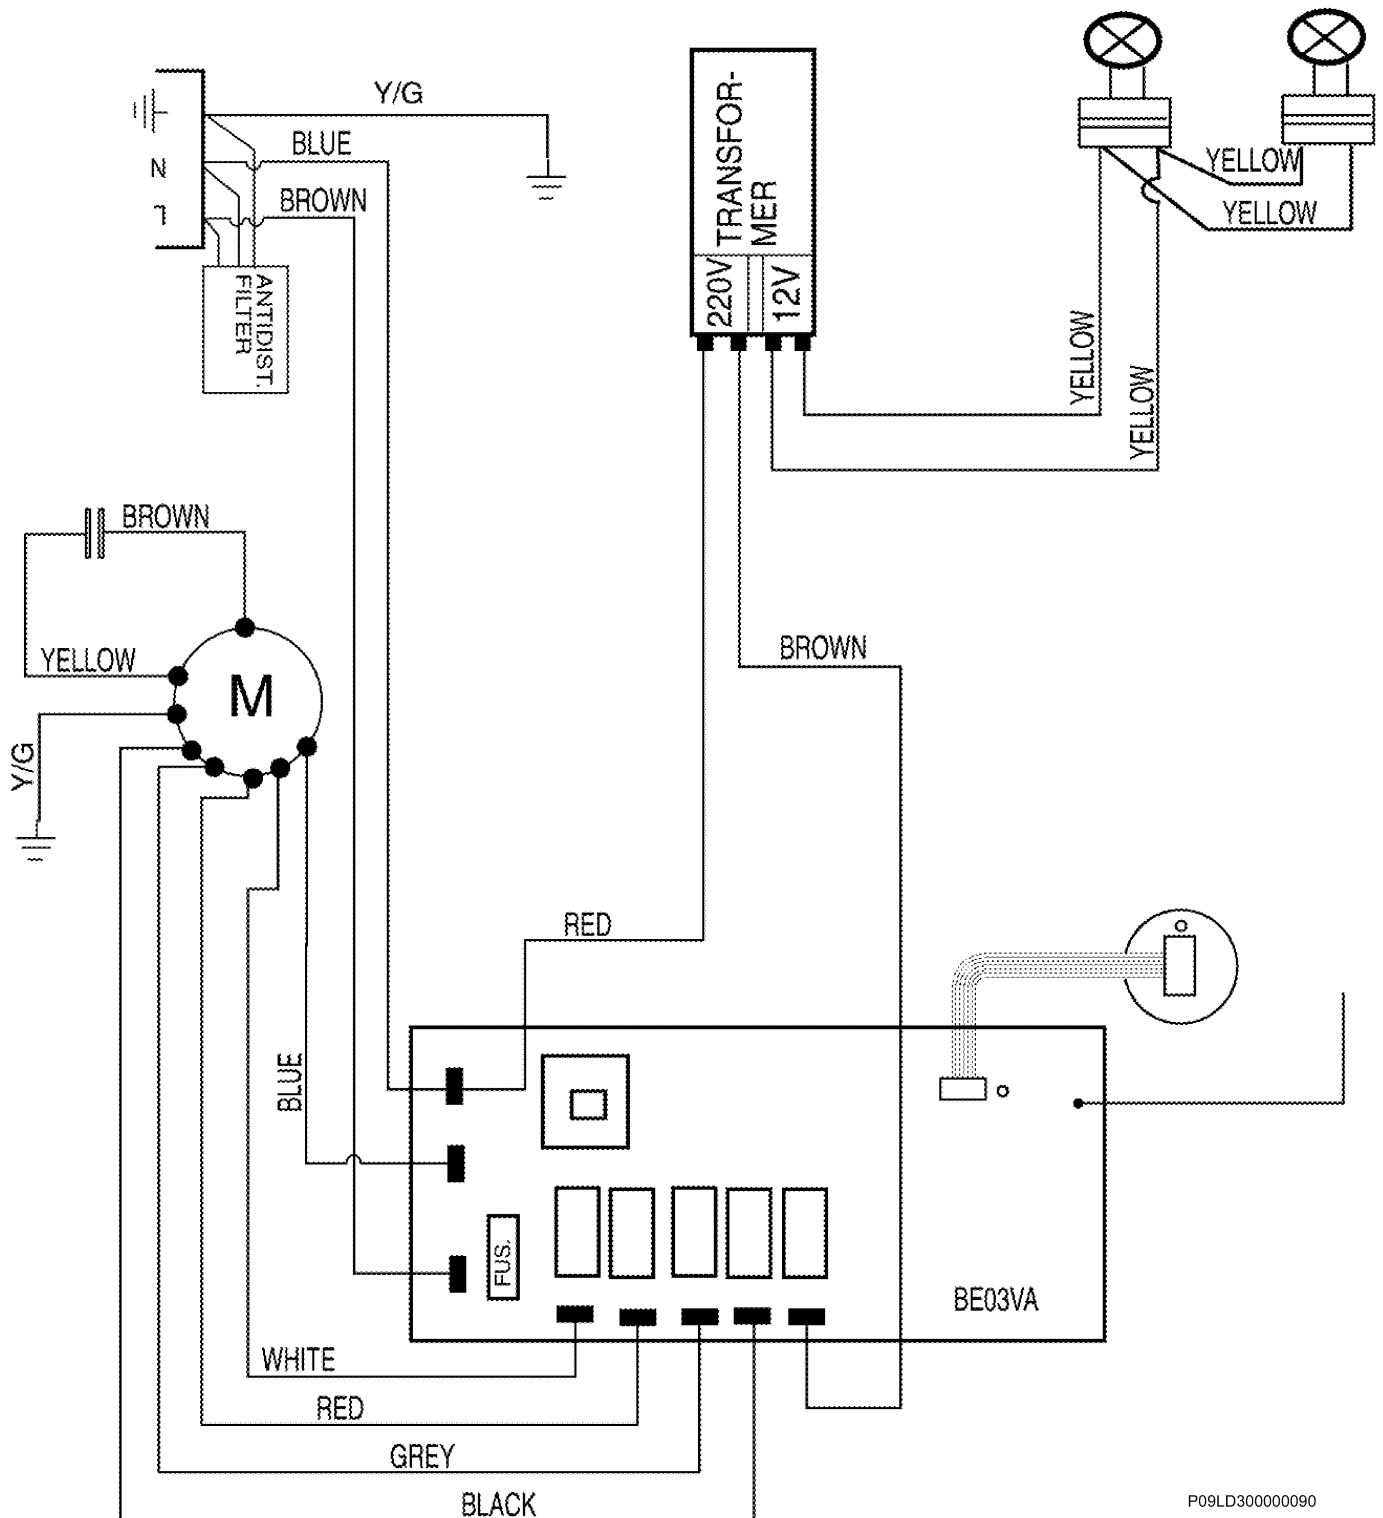 Y/G
BLUE
BROWN
N
L
ANTIDIST.
FILTER
TRANSFOR-
MER
220V
12V
YELLOW
YELLOW
YELLOW
YELLOW
BROWN
YELLOW
M
Y/G
BROWN
RED
BLUE
FUS.
BE03VA
WHITE
RED
GREY
BLACK
P09LD300000090